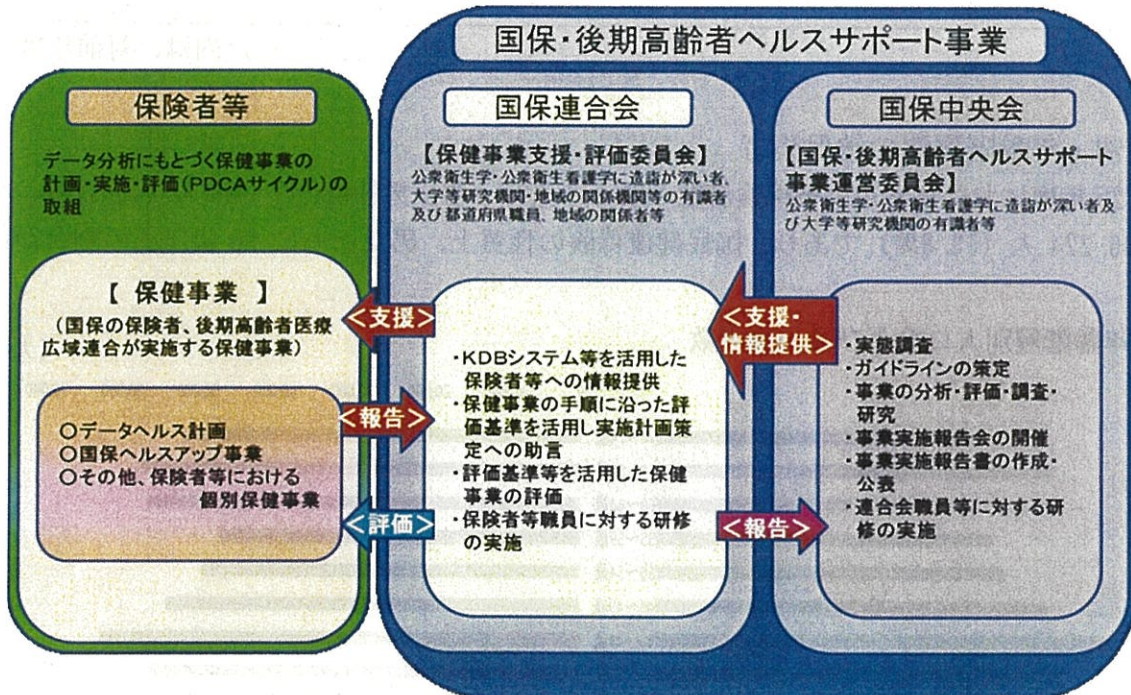 国保・後期高齢者ヘルスサポート事業
保険者等
データ分析にもとづく保健事業の
計画・実施・評価(PDCAサイクル)の
取組
【 保健事業 】
(国保の保険者、後期高齢者医療
広域連合が実施する保健事業)
○データヘルス計画
○国保ヘルスアップ事業
○その他、保険者等における
個別保健事業
<支援>
<報告>
<評価>
国保連合会
【保健事業支援・評価委員会】
公衆衛生学・公衆衛生看護学に造詣が深い者、
大学等研究機関・地域の関係機関等の有識者
及び都道府県職員、地域の関係者等
・KDBシステム等を活用した
保険者等への情報提供
・保健事業の手順に沿った評
価基準を活用し実施計画策
定への助言
・評価基準等を活用した保健
事業の評価
・保険者等職員に対する研修
の実施
<支援・
情報提供>
<報告>
国保中央会
【国保・後期高齢者ヘルスサポート
事業運営委員会】
公衆衛生学・公衆衛生看護学に造詣が深い者及
び大学等研究機関の有識者等
・実態調査
・ガイドラインの策定
・事業の分析・評価・調査・
研究
・事業実施報告会の開催
・事業実施報告書の作成・
公表
・連合会職員等に対する研
修の実施